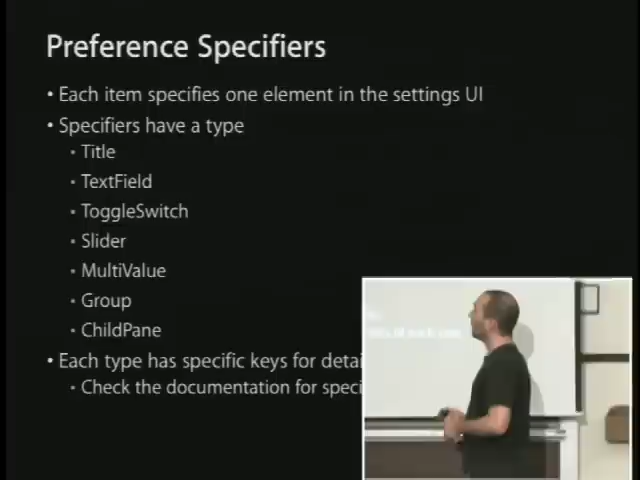 Preference Specifiers
• Each item specifies one element in the settings UI
• Specifiers have a type
▪ Title
▪ TextField
▪ ToggleSwitch
▪ Slider
▪ MultiValue
▪ Group
▪ ChildPane
• Each type has specific keys for detai
▪ Check the documentation for speci